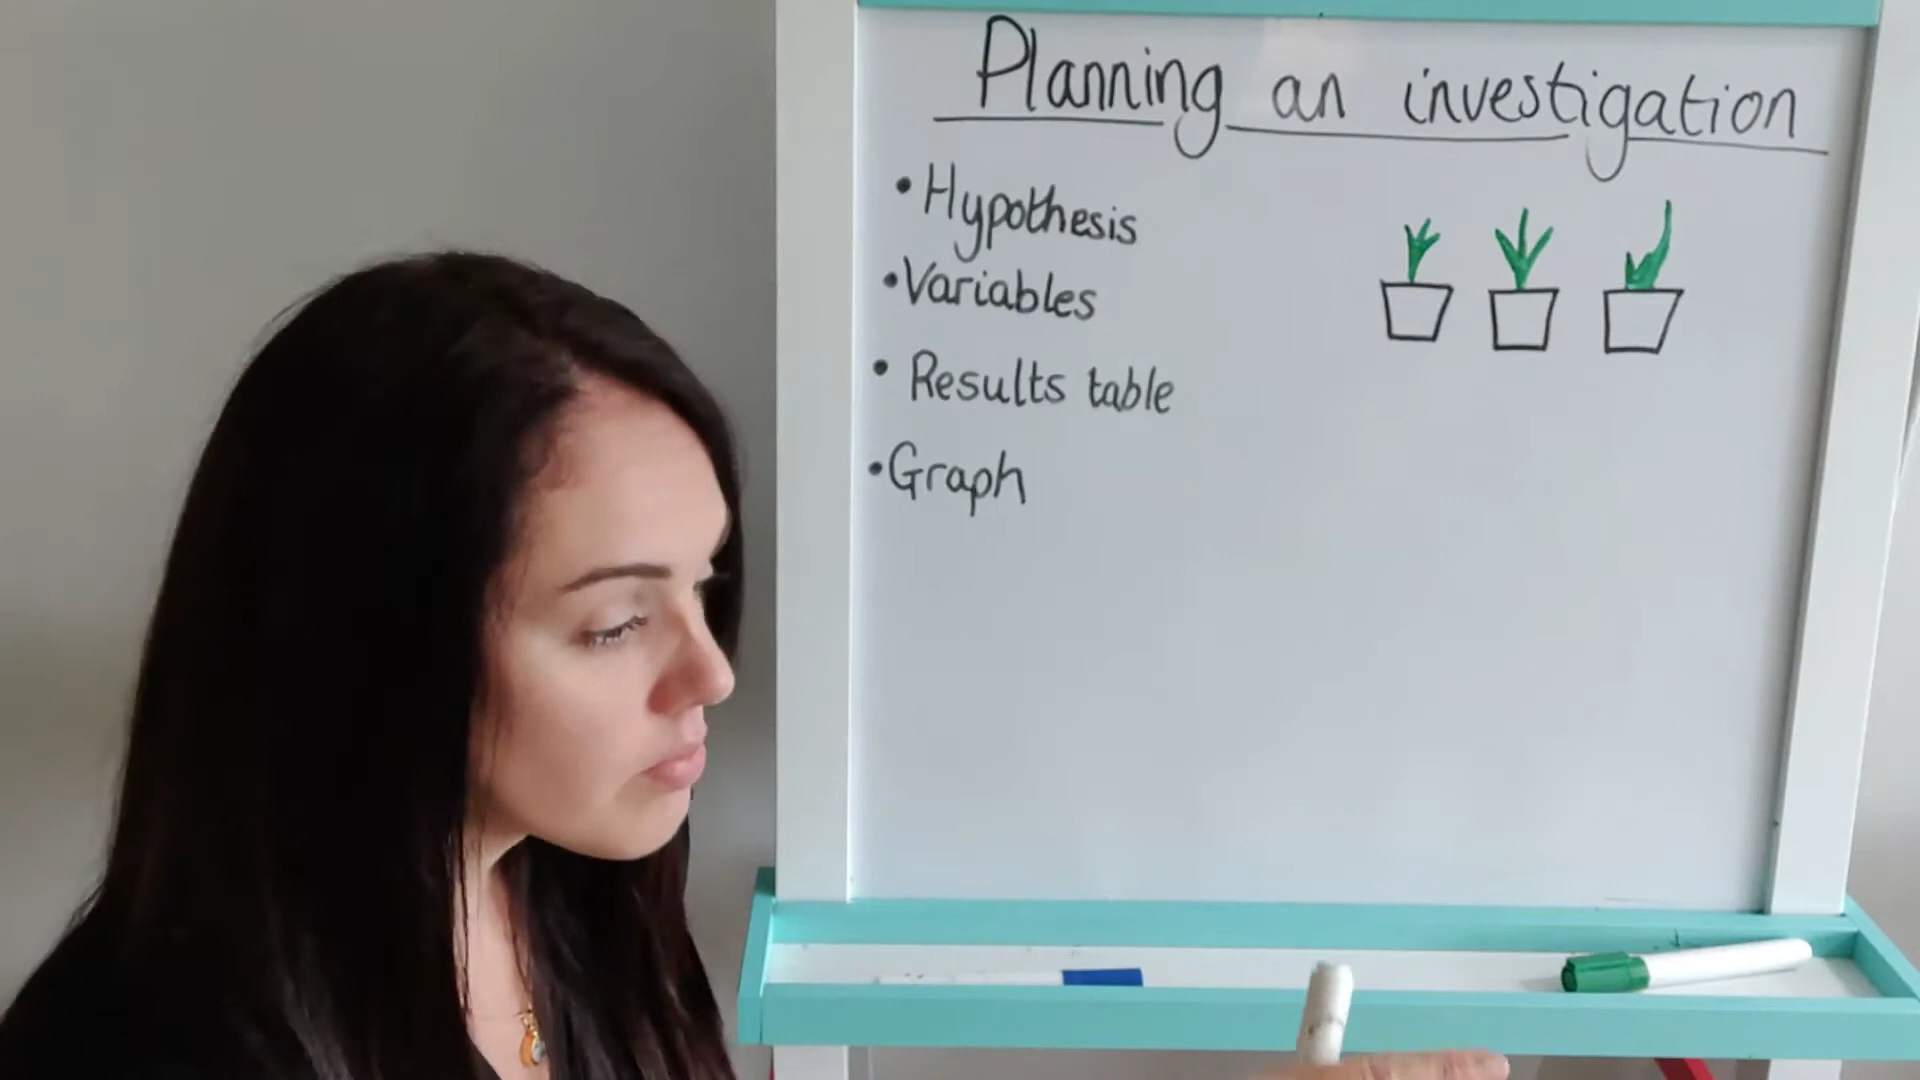 Planning an investigation
• Hypothesis
• Variables
• Results table
• Graph